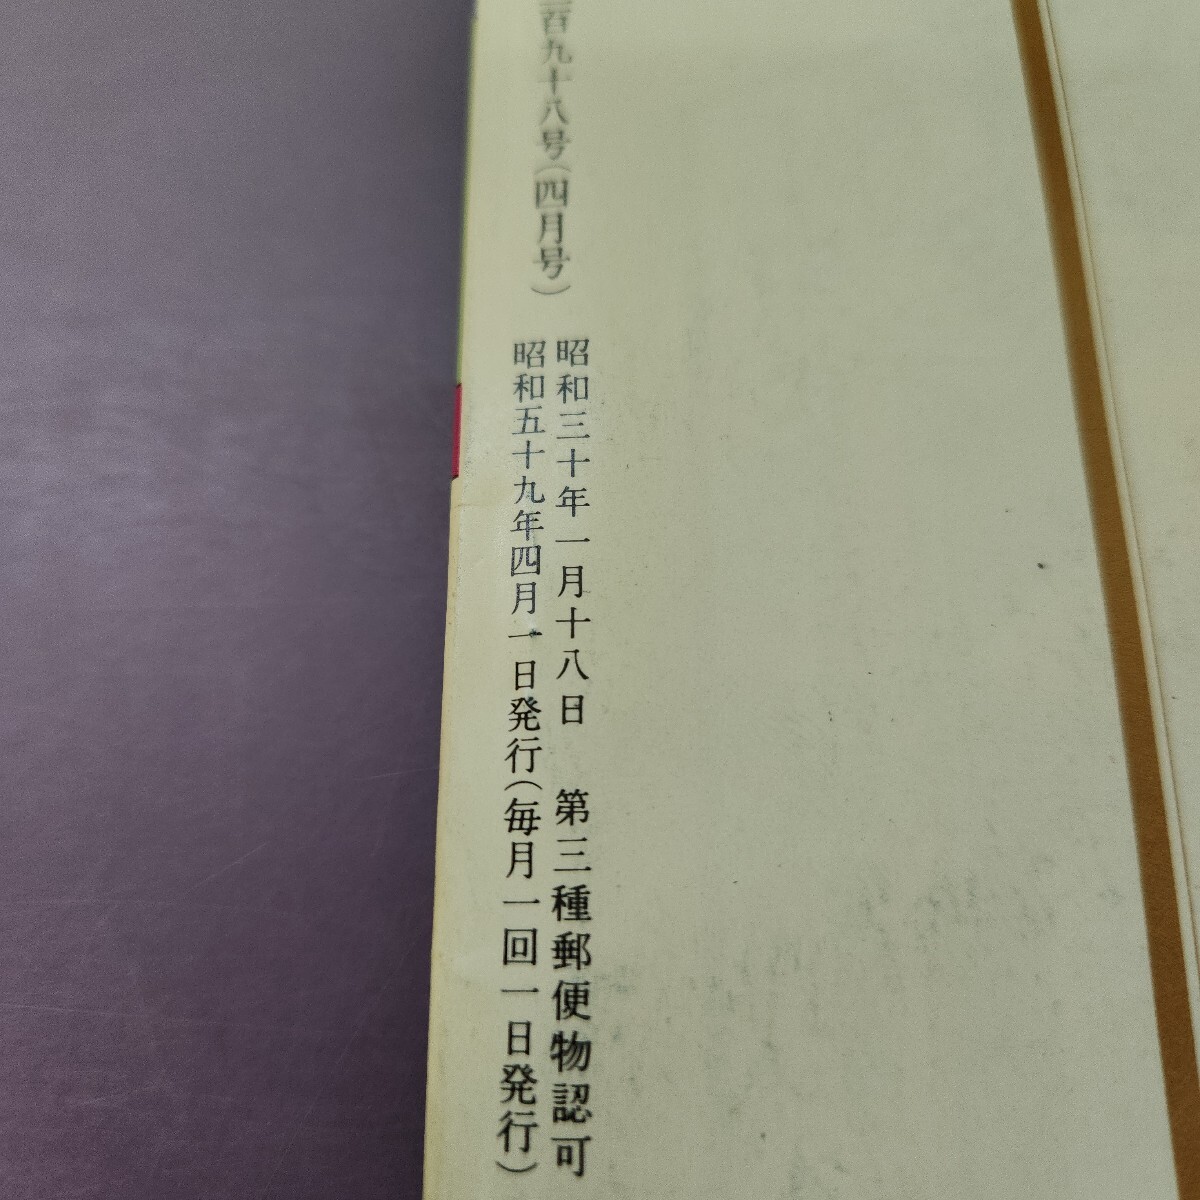 百九十八号(四月号)
昭和三十年一月十八日　第三種郵便物認可
昭和五十九年四月一日発行(毎月一回一日発行)